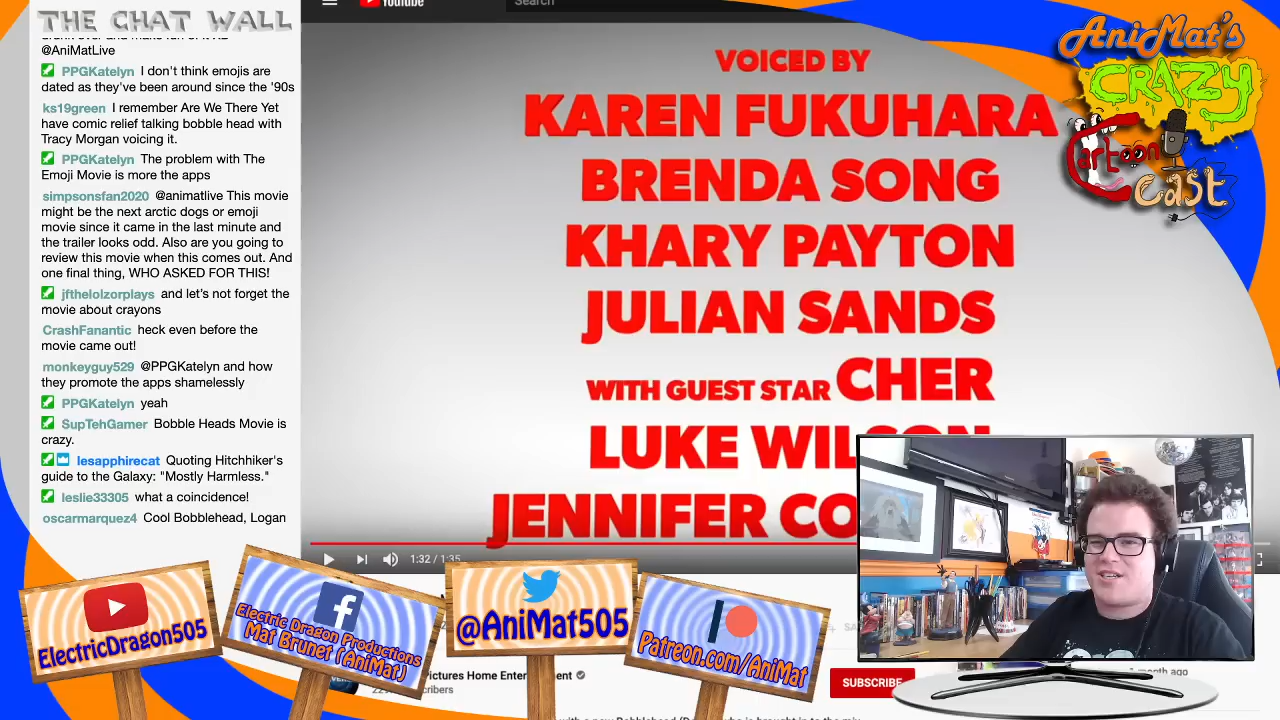 THE CHAT WALL
@AniMatLive
PPGKatelyn I don't think emojis are
dated as they've been around since the '90s
ks19green I remember Are We There Yet
have comic relief talking bobble head with
Tracy Morgan voicing it.
PPGKatelyn The problem with The
Emoji Movie is more the apps
simpsonsfan2020 @animatlive This movie
might be the next arctic dogs or emoji
movie since it came in the last minute and
the trailer looks odd. Also are you going to
review this movie when this comes out. And
one final thing, WHO ASKED FOR THIS!
jfthelolzorplays and let's not forget the
movie about crayons
CrashFanantic heck even before the
movie came out!
monkeyguy529 @PPGKatelyn and how
they promote the apps shamelessly
PPGKatelyn yeah
SupTehGamer Bobble Heads Movie is
crazy.
lesapphirecat Quoting Hitchhiker's
guide to the Galaxy: "Mostly Harmless."
leslie33305 what a coincidence!
oscarmarquez4 Cool Bobblehead, Logan
YouTube
Search
VOICED BY
KAREN FUKUHARA
BRENDA SONG
KHARY PAYTON
JULIAN SANDS
WITH GUEST STAR CHER
LUKE WILSON
JENNIFER
1:32 / 1:35
AniMat's
CRAZY
Cartoon
Cast
ElectricDragon505
Electric Dragon Productions
Mat Brunet (AniMat)
@AniMat505
Patreon.com/AniMat
Pictures Home Entertainment
SUBSCRIBE
1 month ago